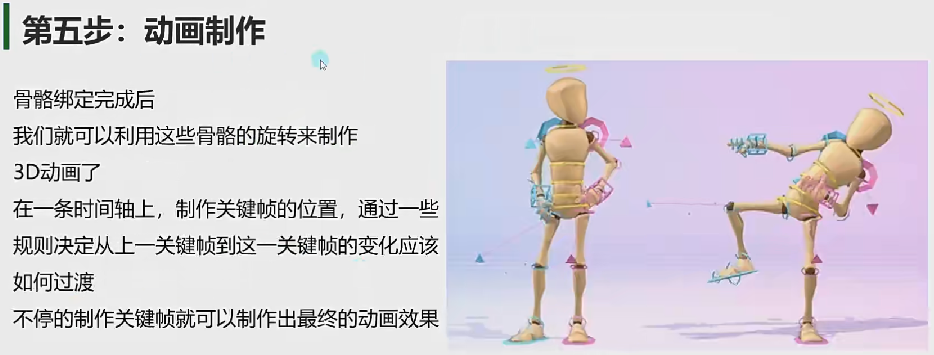 第五步：动画制作
骨骼绑定完成后
我们就可以利用这些骨骼的旋转来制作
3D动画了
在一条时间轴上，制作关键帧的位置，通过一些
规则决定从上一关键帧到这一关键帧的变化应该
如何过渡
不停的制作关键帧就可以制作出最终的动画效果